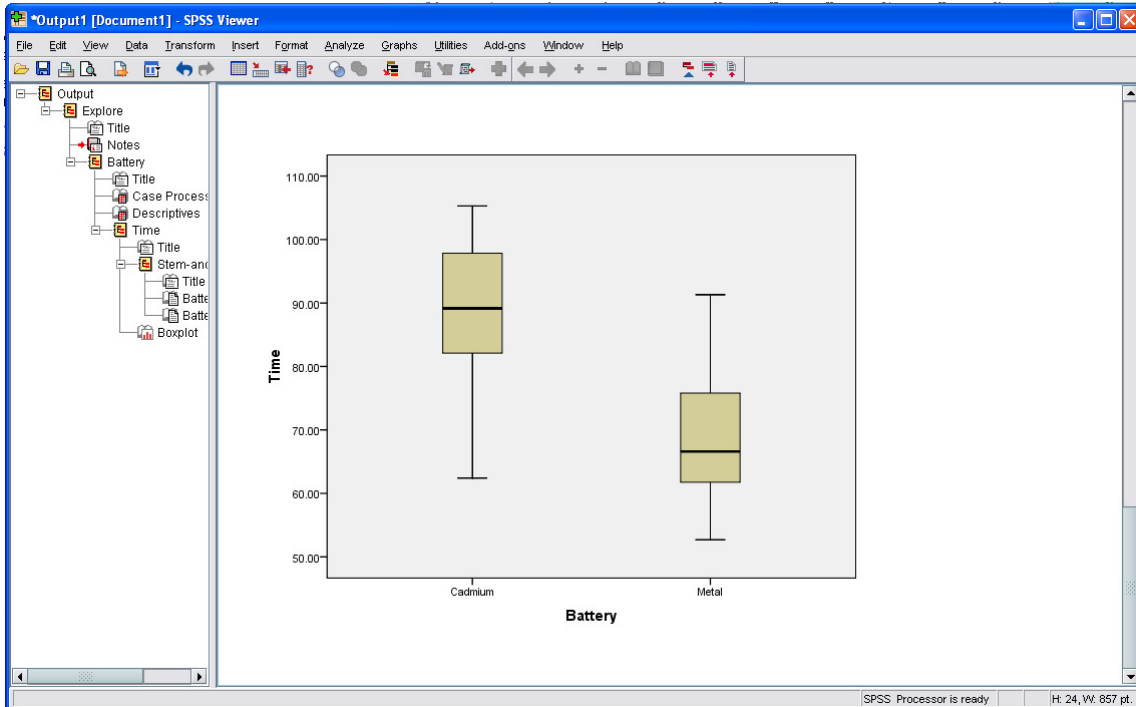 *Output1 [Document1] - SPSS Viewer
File Edit View Data Transform Insert Format Analyze Graphs Utilities Add-ons Window Help
Output
Explore
Title
Notes
Battery
Title
Case Process
Descriptives
Time
Title
Stem-and
Title
Batte
Batte
Boxplot
110.00
100.00
90.00
80.00
70.00
60.00
50.00
Time
Cadmium Metal
Battery
SPSS Processor is ready H: 24, W: 857 pt.